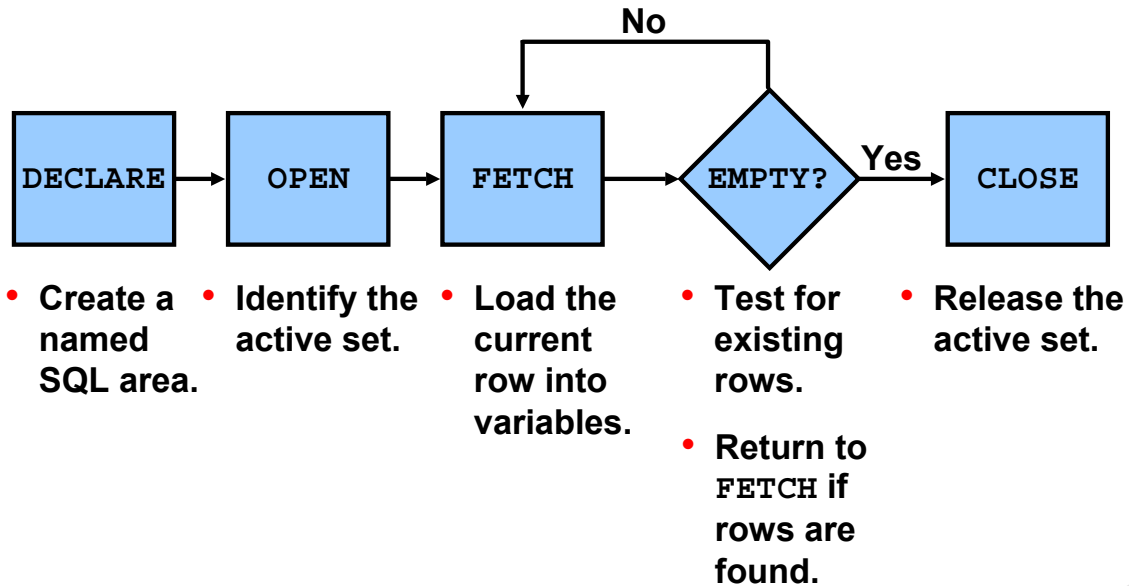 No
DECLARE
OPEN
FETCH
EMPTY?
Yes
CLOSE
• Create a
named
SQL area.
• Identify the
active set.
• Load the
current
row into
variables.
• Test for
existing
rows.
• Return to
FETCH if
rows are
found.
• Release the
active set.